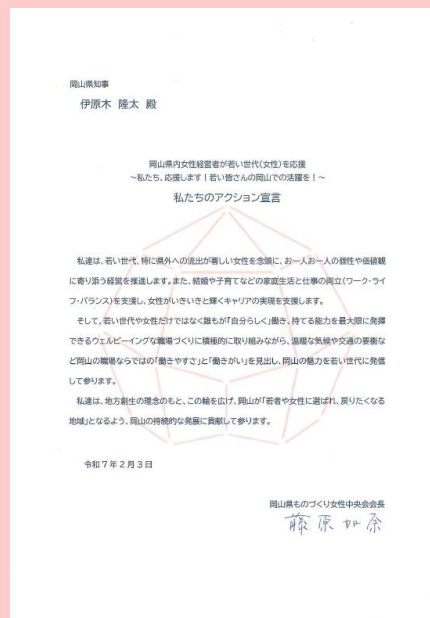 岡山県知事
伊原木 隆太 殿
岡山県内女性経営者が若い世代(女性)を応援
～私たち、応援します！若い皆さんの岡山での活躍を！～
私たちのアクション宣言
私達は、若い世代、特に県外への流出が著しい女性を念頭に、お一人お一人の個性や価値観
に寄り添う経営を推進します。また、結婚や子育てなどの家庭生活と仕事の両立(ワーク・ライ
フ・バランス)を支援し、女性がいきいきと輝くキャリアの実現を支援します。
そして、若い世代や女性だけではなく誰もが「自分らしく」働き、持てる能力を最大限に発揮
できるウェルビーイングな職場づくりに積極的に取り組みながら、温暖な気候や交通の要衝な
ど岡山の職場ならではの「働きやすさ」と「働きがい」を見出し、岡山の魅力を若い世代に発信
して参ります。
私達は、地方創生の理念のもと、この輪を広げ、岡山が「若者や女性に選ばれ、戻りたくなる
地域」となるよう、岡山の持続的な発展に貢献して参ります。
令和7年2月3日
岡山県ものづくり女性中央会会長
藤原加奈